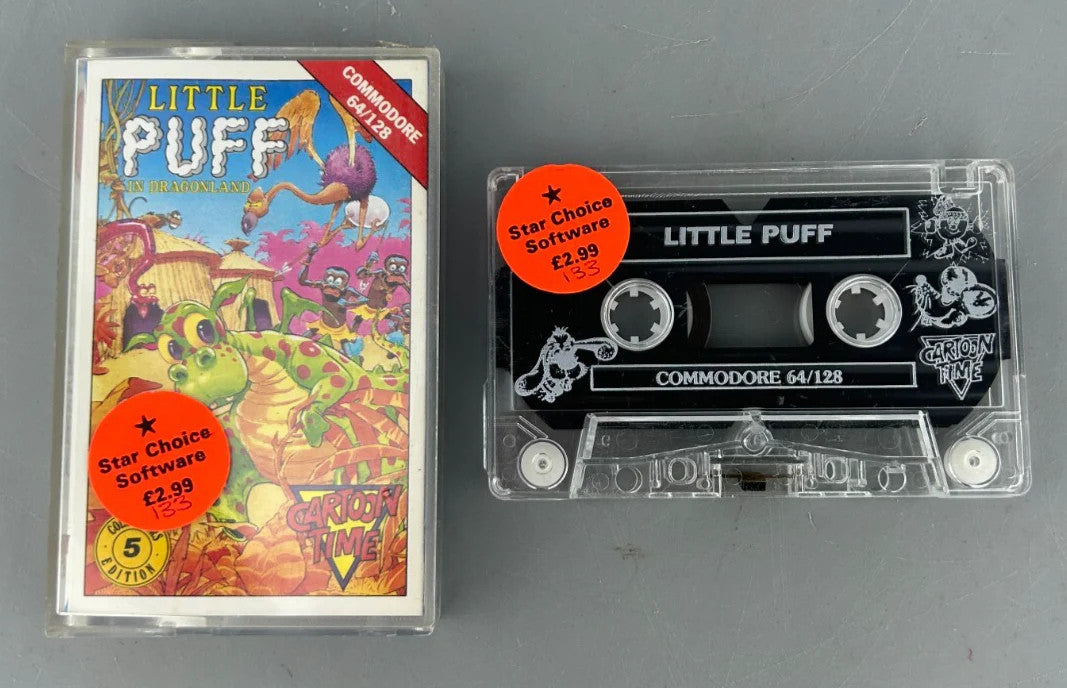 LITTLE
PUFF
IN DRAGONLAND
COMMODORE
64/128
Star Choice
Software
£2.99
133
5
EDITION
CARTOON
TIME
Star Choice
Software
£2.99
133
LITTLE PUFF
COMMODORE 64/128
CARTOON
TIME